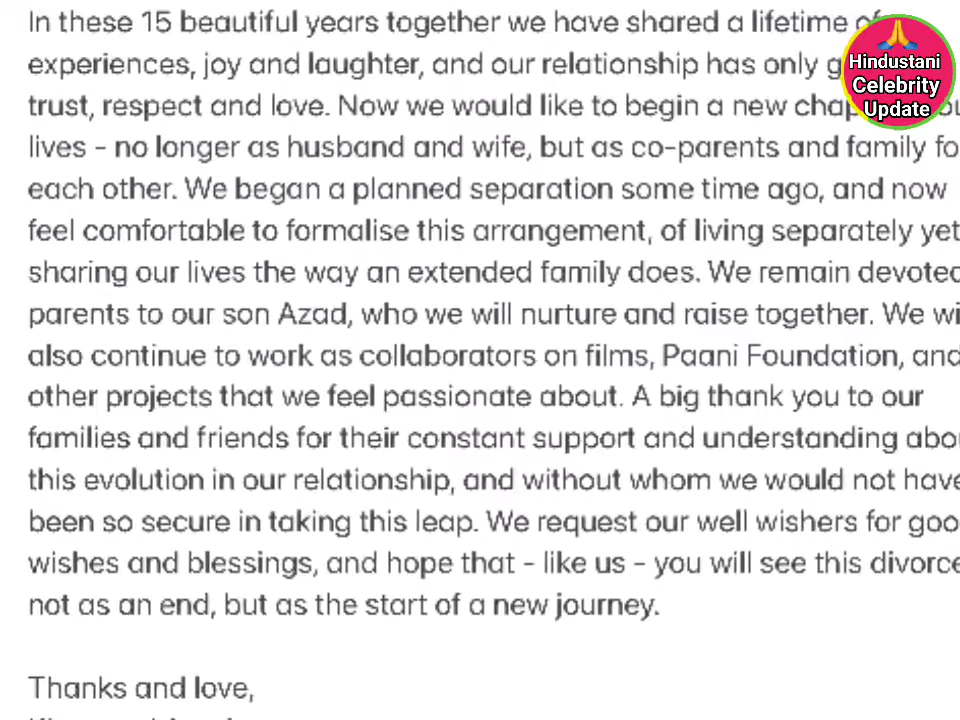 In these 15 beautiful years together we have shared a lifetime of
experiences, joy and laughter, and our relationship has only
trust, respect and love. Now we would like to begin a new
lives - no longer as husband and wife, but as co-parents and family
each other. We began a planned separation some time ago, and now
feel comfortable to formalise this arrangement, of living separately yet
sharing our lives the way an extended family does. We remain devoted
parents to our son Azad, who we will nurture and raise together. We
also continue to work as collaborators on films, Paani Foundation, and
other projects that we feel passionate about. A big thank you to our
families and friends for their constant support and understanding
this evolution in our relationship, and without whom we would not have
been so secure in taking this leap. We request our well wishers for
wishes and blessings, and hope that - like us - you will see this divorce
not as an end, but as the start of a new journey.
Thanks and love,
Hindustani
Celebrity
Update